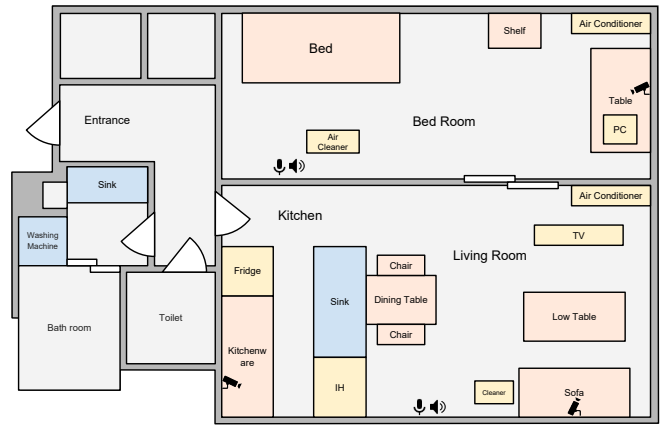 Bed
Shelf
Air Conditioner
Table
PC
Entrance
Bed Room
Air
Cleaner
Sink
Kitchen
Air Conditioner
Washing
Machine
TV
Living Room
Fridge
Chair
Sink
Dining Table
Low Table
Toilet
Bath room
Chair
Kitchenw
are
IH
Cleaner
Sofa